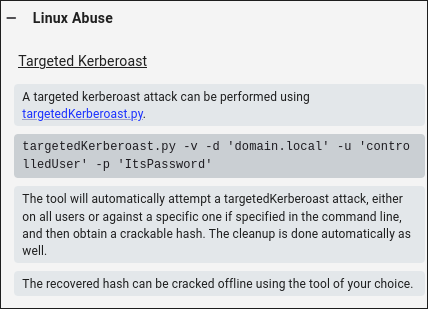 — Linux Abuse
Targeted Kerberoast
A targeted kerberoast attack can be performed using
targetedKerberoast.py.
targetedKerberoast.py -v -d 'domain.local' -u 'contro
lledUser' -p 'ItsPassword'
The tool will automatically attempt a targetedKerberoast attack, either
on all users or against a specific one if specified in the command line,
and then obtain a crackable hash. The cleanup is done automatically as
well.
The recovered hash can be cracked offline using the tool of your choice.